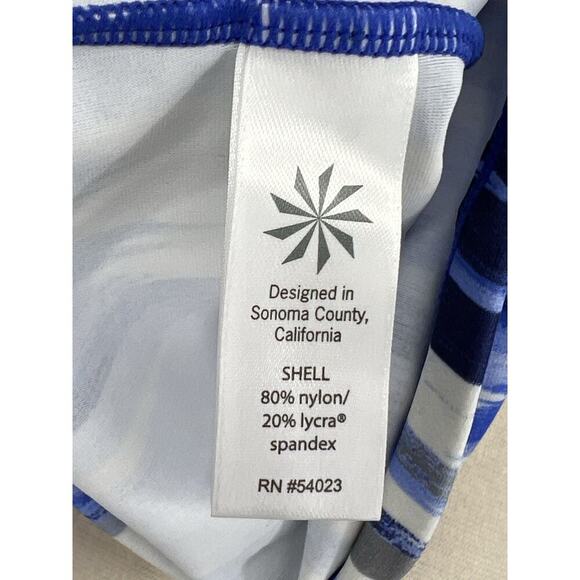 Designed in
Sonoma County,
California
SHELL
80% nylon/
20% lycra®
spandex
RN #54023